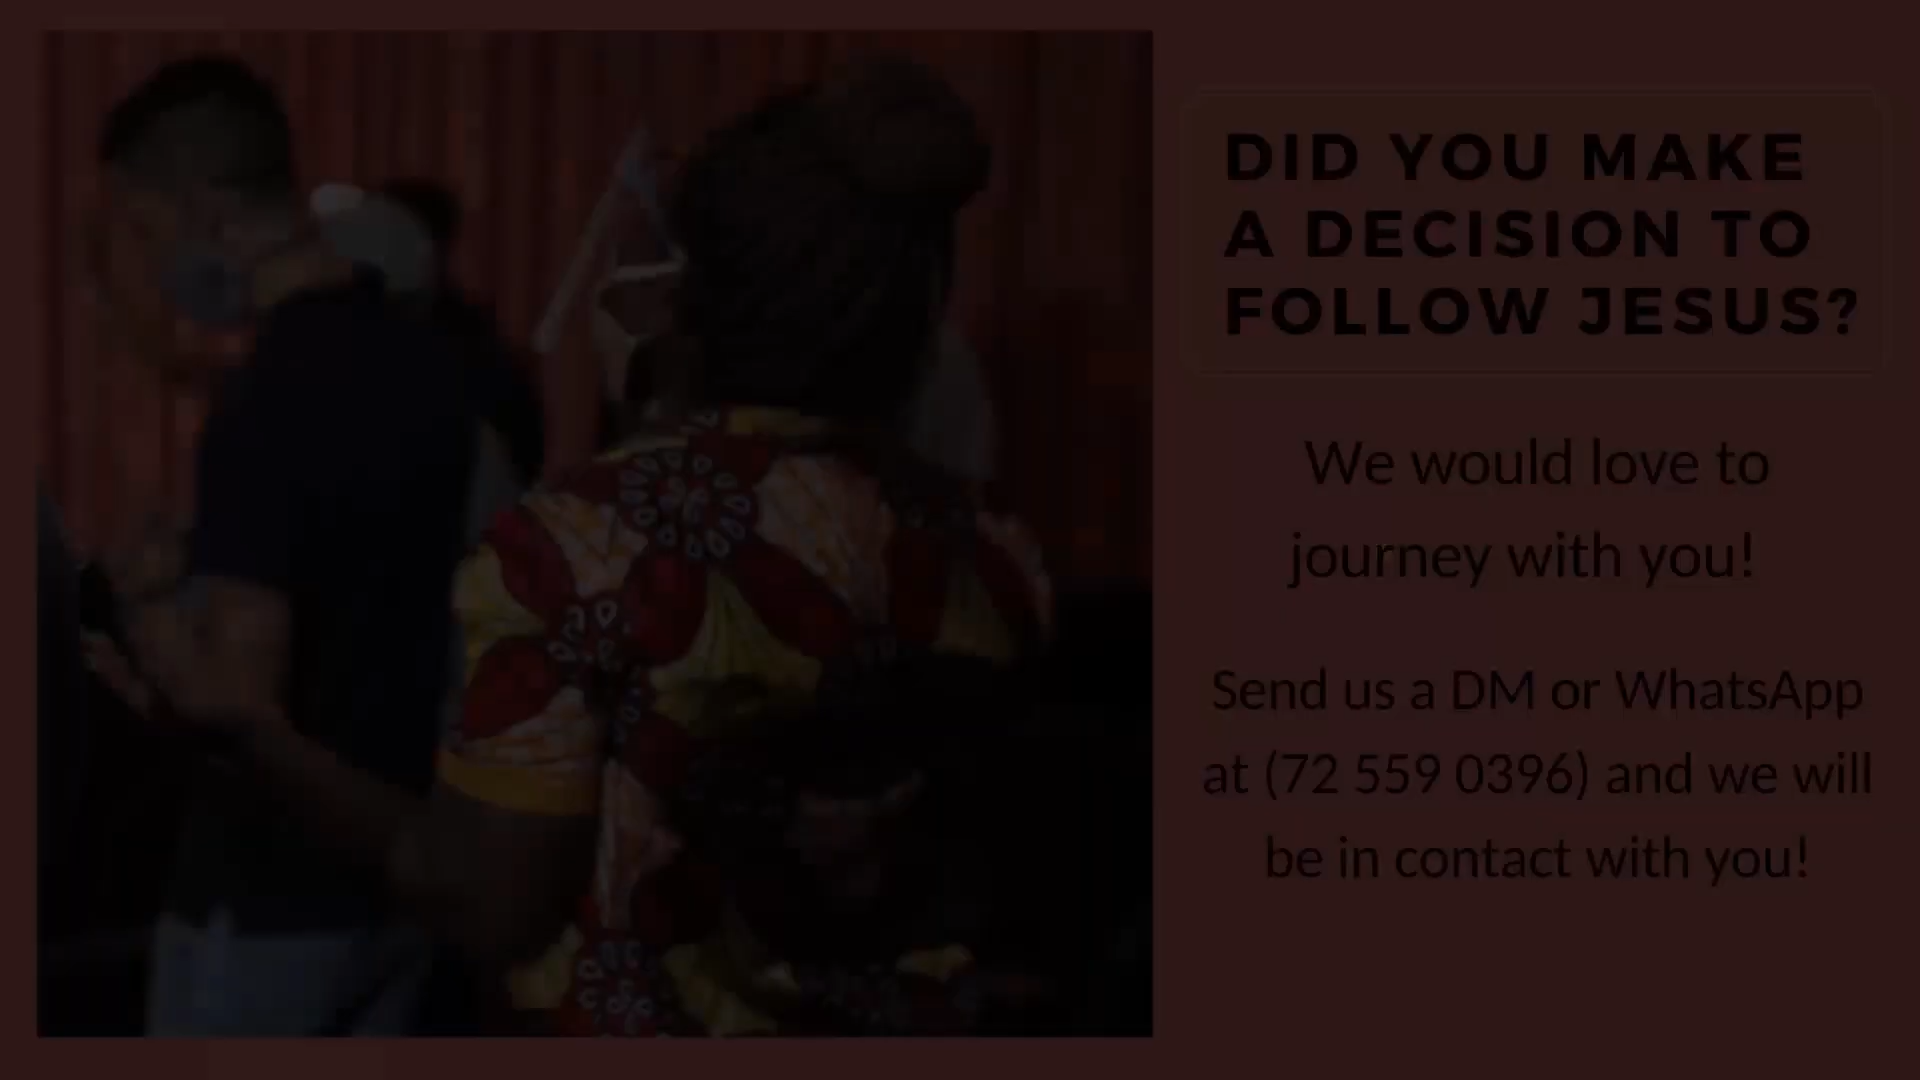 DID YOU MAKE
A DECISION TO
FOLLOW JESUS?
We would love to
journey with you!
Send us a DM or WhatsApp
at (72 559 0396) and we will
be in contact with you!